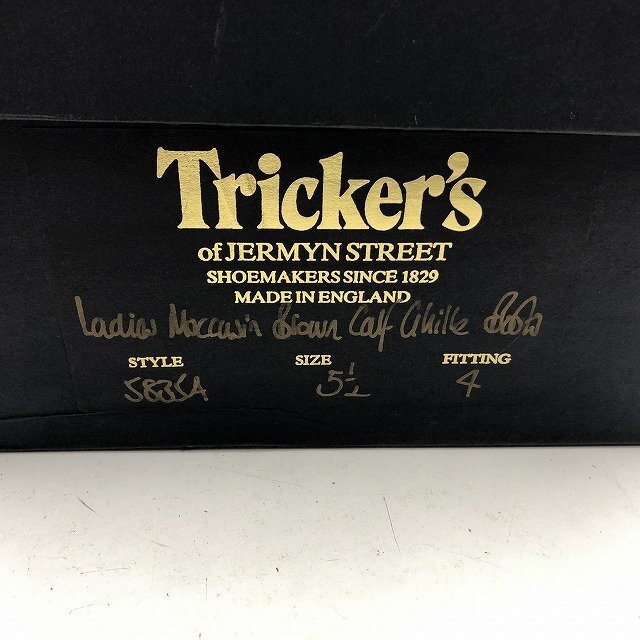 Tricker's
of JERMYN STREET
SHOEMAKERS SINCE 1829
MADE IN ENGLAND
Ladies Moccasin Brown Calf
STYLE SIZE FITTING
5835A 5½ 4